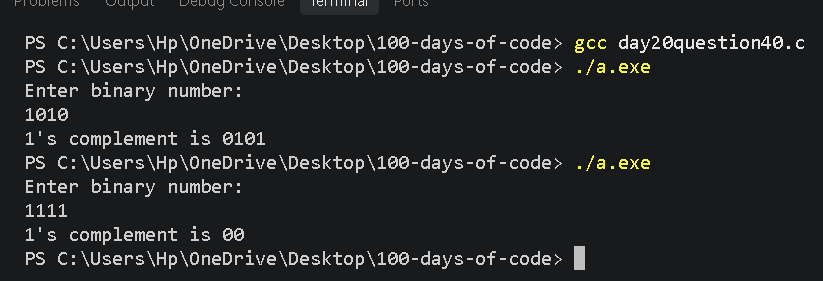 Problems Output Debug Console Terminal Ports
PS C:\Users\Hp\OneDrive\Desktop\100-days-of-code> gcc day20question40.c
PS C:\Users\Hp\OneDrive\Desktop\100-days-of-code> ./a.exe
Enter binary number:
1010
1's complement is 0101
PS C:\Users\Hp\OneDrive\Desktop\100-days-of-code> ./a.exe
Enter binary number:
1111
1's complement is 00
PS C:\Users\Hp\OneDrive\Desktop\100-days-of-code>